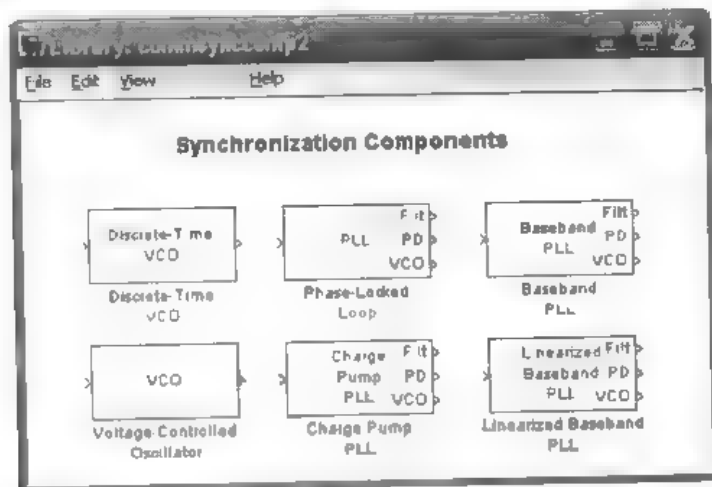 File Edit View Help
Synchronization Components
Discrete-Time
VCO
Discrete-Time
VCO
PLL
Filt
PD
VCO
Phase-Locked
Loop
Baseband
PLL
Filt
PD
VCO
Baseband
PLL
VCO
Voltage-Controlled
Oscillator
Charge
Pump
PLL
Filt
PD
VCO
Charge Pump
PLL
Linearized
Baseband
PLL
Filt
PD
VCO
Linearized Baseband
PLL